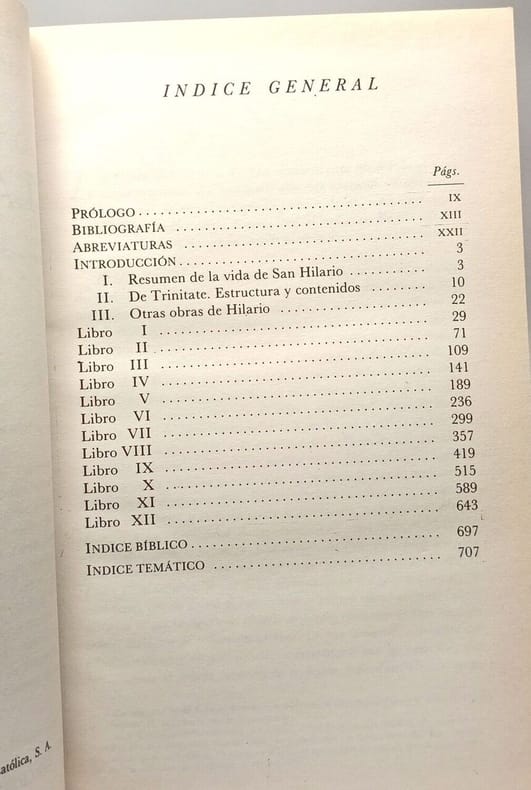 INDICE GENERAL
Págs.
PRÓLOGO ........................................ IX
BIBLIOGRAFÍA ........................................ XIII
ABREVIATURAS ........................................ XXII
INTRODUCCIÓN ........................................ 3
I. Resumen de la vida de San Hilario ........... 3
II. De Trinitate. Estructura y contenidos ........ 10
III. Otras obras de Hilario ...................... 22
Libro I ........................................ 29
Libro II ........................................ 71
Libro III ........................................ 109
Libro IV ........................................ 141
Libro V ........................................ 189
Libro VI ........................................ 236
Libro VII ........................................ 299
Libro VIII ........................................ 357
Libro IX ........................................ 419
Libro X ........................................ 515
Libro XI ........................................ 589
Libro XII ........................................ 643
INDICE BÍBLICO ........................................ 697
INDICE TEMÁTICO ........................................ 707
atólica, S. A.